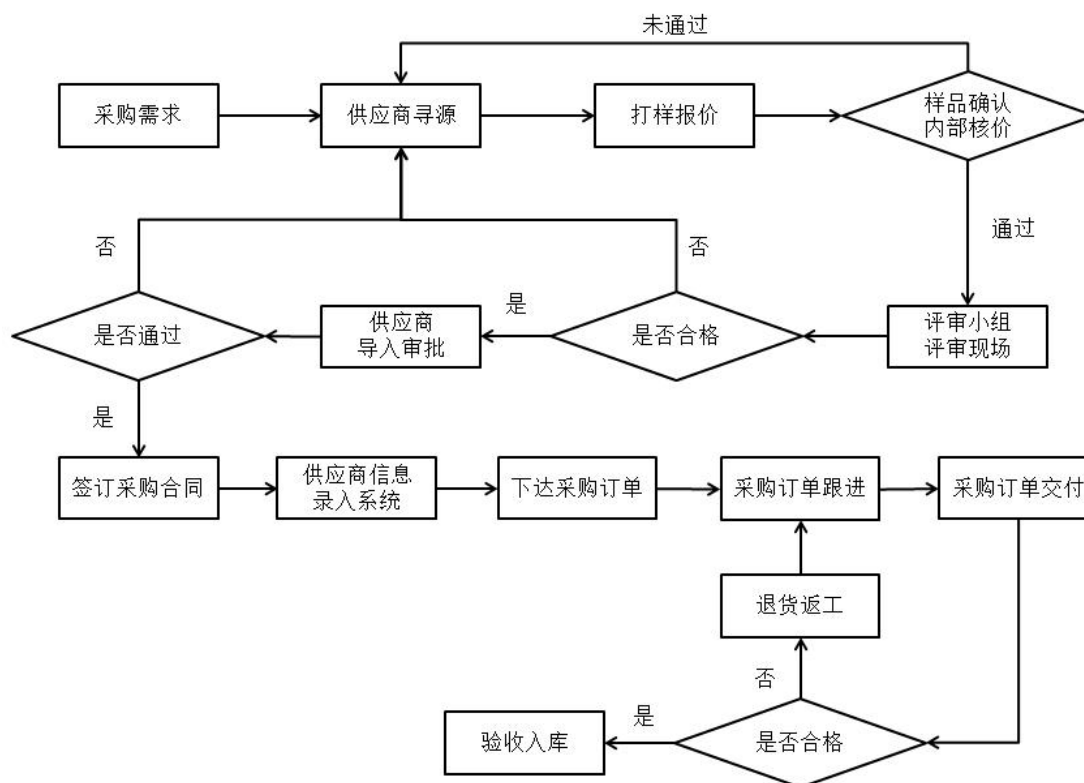 未通过
采购需求
供应商寻源
打样报价
样品确认
内部核价
通过
否
否
是否通过
供应商
导入审批
是
是否合格
评审小组
评审现场
是
签订采购合同
供应商信息
录入系统
下达采购订单
采购订单跟进
采购订单交付
退货返工
否
验收入库
是
是否合格